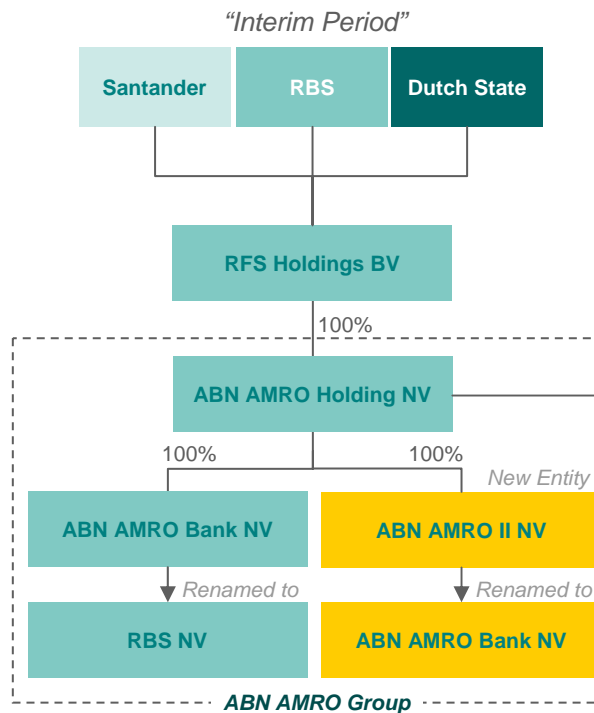 “Interim Period”
Santander
RBS
Dutch State
RFS Holdings BV
100%
ABN AMRO Holding NV
100%
100%
New Entity
ABN AMRO Bank NV
ABN AMRO II NV
Renamed to
Renamed to
RBS NV
ABN AMRO Bank NV
ABN AMRO Group